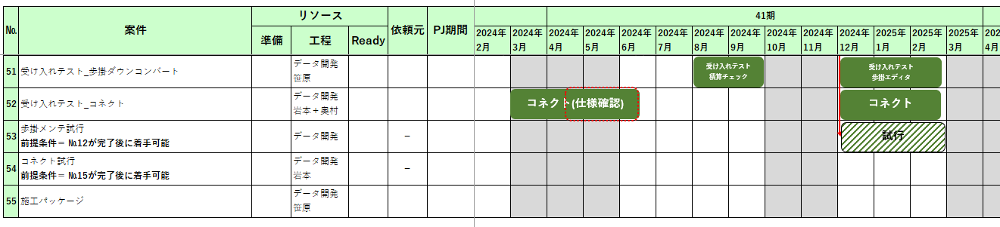 № 案件 リソース 依頼元 PJ期間 41期
準備 工程 Ready 2024年2月 2024年3月 2024年4月 2024年5月 2024年6月 2024年7月 2024年8月 2024年9月 2024年10月 2024年11月 2024年12月 2025年1月 2025年2月 2025年3月
51 受け入れテスト_歩掛ダウンコンバート データ開発
笹原
受け入れテスト
積算チェック
受け入れテスト
歩掛エディタ
52 受け入れテスト_コネクト データ開発
岩本+奥村
コネクト(仕様確認)
コネクト
53 歩掛メンテ試行
前提条件= №12が完了後に着手可能
データ開発 –
試行
54 コネクト試行
前提条件= №15が完了後に着手可能
データ開発
岩本
–
55 施工パッケージ データ開発
笹原